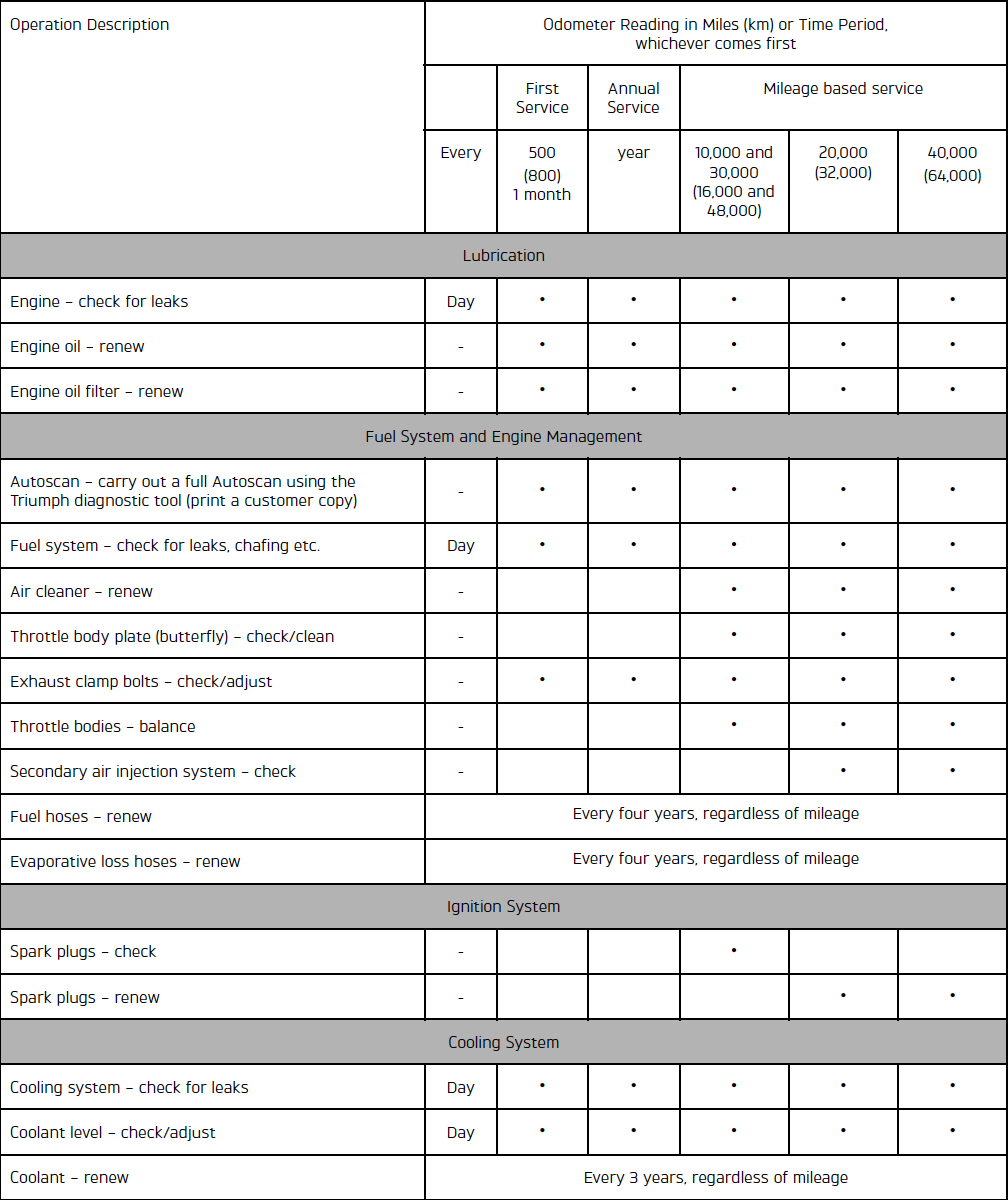 Operation Description
Odometer Reading in Miles (km) or Time Period,
whichever comes first
First
Service
Annual
Service
Mileage based service
Every
500
(800)
1 month
year
10,000 and
30,000
(16,000 and
48,000)
20,000
(32,000)
40,000
(64,000)
Lubrication
Engine – check for leaks Day • • • • •
Engine oil – renew - • • • • •
Engine oil filter – renew - • • • • •
Fuel System and Engine Management
Autoscan – carry out a full Autoscan using the
Triumph diagnostic tool (print a customer copy) - • • • • •
Fuel system – check for leaks, chafing etc. Day • • • • •
Air cleaner – renew - • • •
Throttle body plate (butterfly) – check/clean - • • •
Exhaust clamp bolts – check/adjust - • • • • •
Throttle bodies – balance - • • •
Secondary air injection system – check - • •
Fuel hoses – renew Every four years, regardless of mileage
Evaporative loss hoses – renew Every four years, regardless of mileage
Ignition System
Spark plugs – check - •
Spark plugs – renew - • •
Cooling System
Cooling system – check for leaks Day • • • • •
Coolant level – check/adjust Day • • • • •
Coolant – renew Every 3 years, regardless of mileage